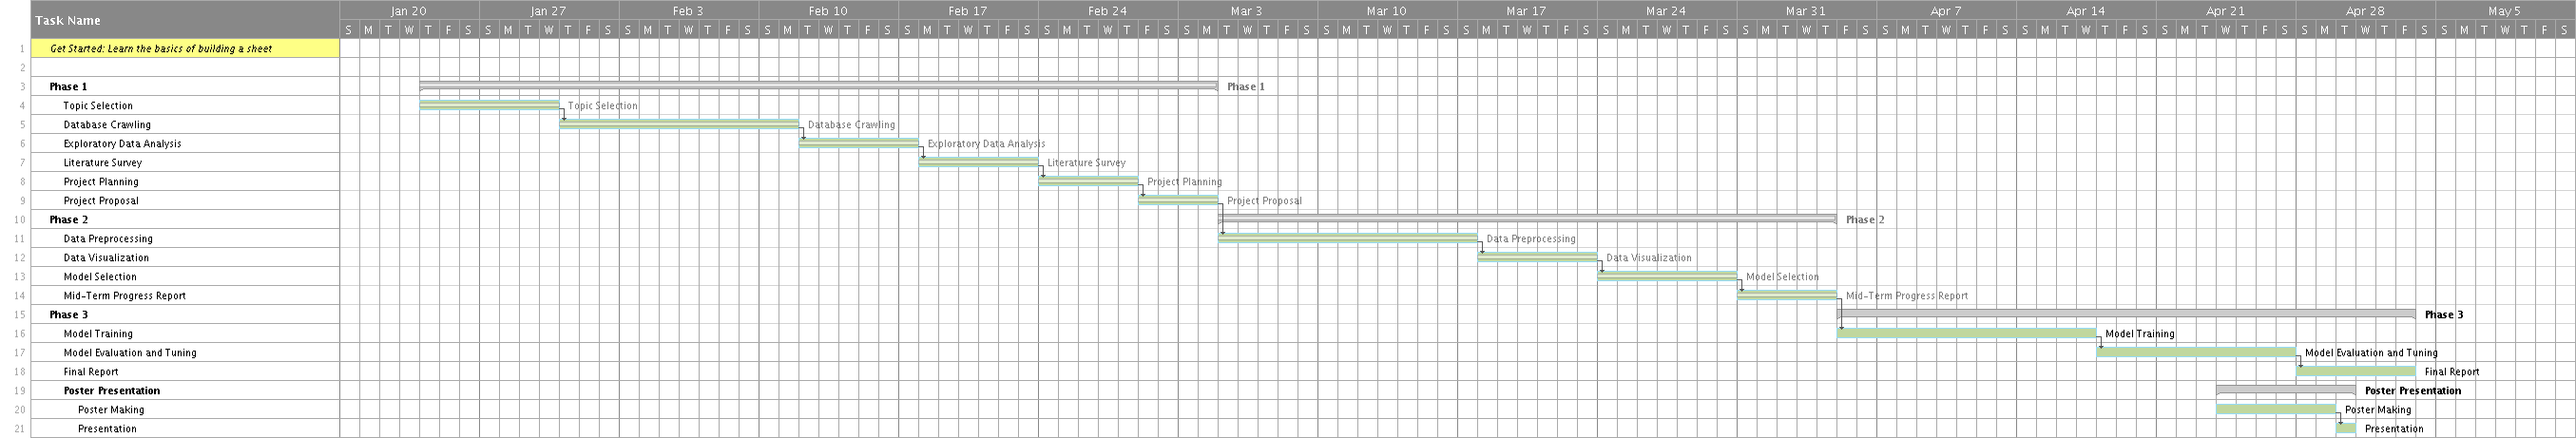 Task Name
Jan 20 Jan 27 Feb 3 Feb 10 Feb 17 Feb 24 Mar 3 Mar 10 Mar 17 Mar 24 Mar 31 Apr 7 Apr 14 Apr 21 Apr 28 May 5
S M T W T F S S M T W T F S S M T W T F S S M T W T F S S M T W T F S S M T W T F S S M T W T F S S M T W T F S S M T W T F S S M T W T F S S M T W T F S S M T W T F S S M T W T F S S M T W T F S S M T W T F S S M T W T F S
1 Get Started: Learn the basics of building a sheet
2
3 Phase 1 Phase 1
4 Topic Selection Topic Selection
5 Database Crawling Database Crawling
6 Exploratory Data Analysis Exploratory Data Analysis
7 Literature Survey Literature Survey
8 Project Planning Project Planning
9 Project Proposal Project Proposal
10 Phase 2 Phase 2
11 Data Preprocessing Data Preprocessing
12 Data Visualization Data Visualization
13 Model Selection Model Selection
14 Mid-Term Progress Report Mid-Term Progress Report
15 Phase 3 Phase 3
16 Model Training Model Training
17 Model Evaluation and Tuning Model Evaluation and Tuning
18 Final Report Final Report
19 Poster Presentation Poster Presentation
20 Poster Making Poster Making
21 Presentation Presentation